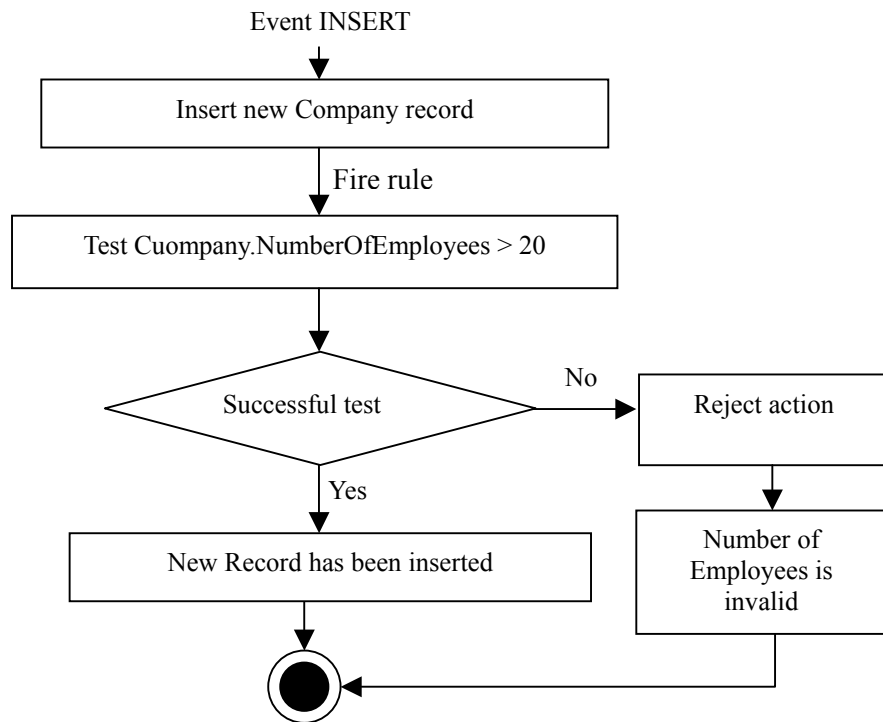 Event INSERT
Insert new Company record
Fire rule
Test Cuompany.NumberOfEmployees > 20
Successful test
No
Reject action
Yes
New Record has been inserted
Number of
Employees is
invalid